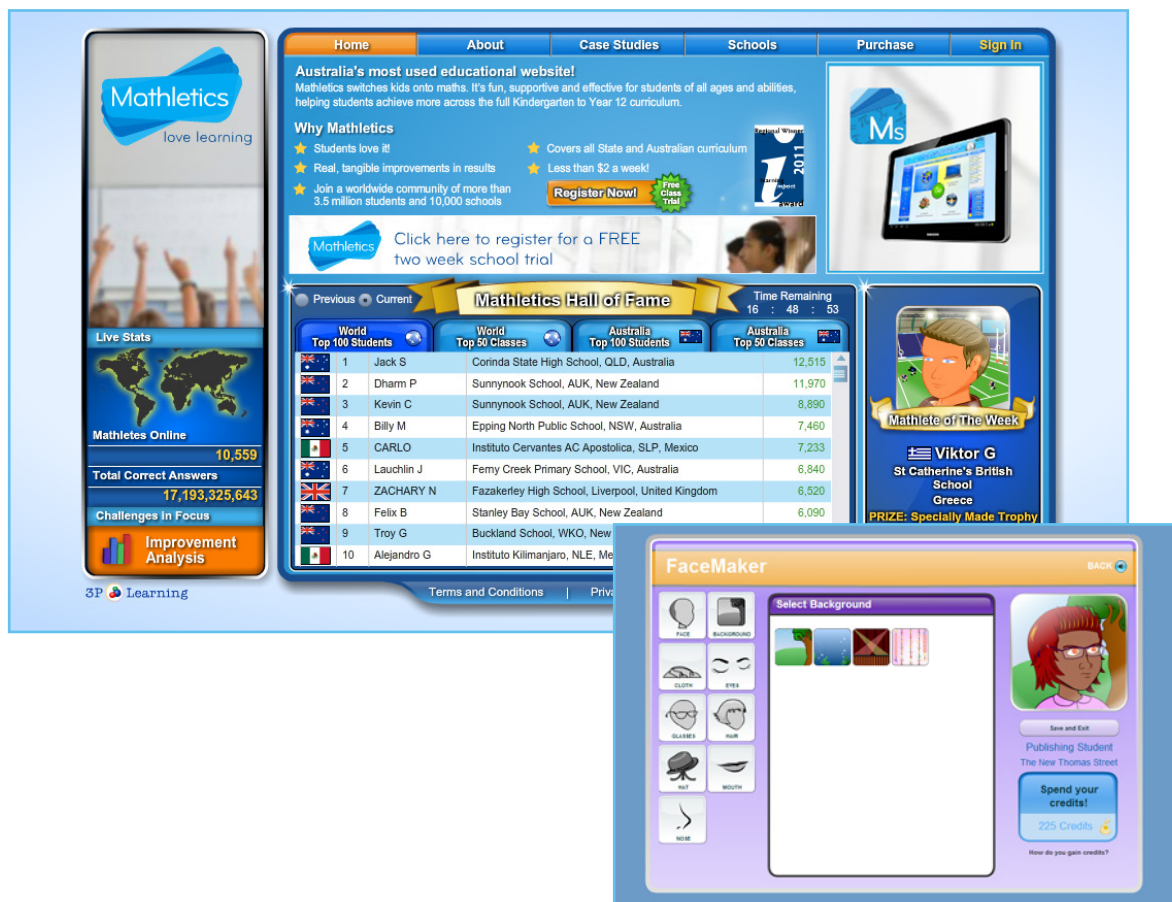 Mathletics
love learning
Live Stats
Mathletes Online
10,559
Total Correct Answers
17,193,325,643
Challenges in Focus
Improvement
Analysis
3P Learning
Home About Case Studies Schools Purchase Sign In
Australia's most used educational website!
Mathletics switches kids onto maths. It's fun, supportive and effective for students of all ages and abilities,
helping students achieve more across the full Kindergarten to Year 12 curriculum.
Why Mathletics
Students love it!
Real, tangible improvements in results
Join a worldwide community of more than
3.5 million students and 10,000 schools
Covers all State and Australian curriculum
Less than $2 a week!
Register Now!
Free
Class
Trial
Regional Winner
2011
learning
impact
award
Ms
Mathletics
Click here to register for a FREE
two week school trial
Previous Current
Mathletics Hall of Fame
Time Remaining
16 : 48 : 53
World
Top 100 Students
World
Top 50 Classes
Australia
Top 100 Students
Australia
Top 50 Classes
1 Jack S Corinda State High School, QLD, Australia 12,515
2 Dharm P Sunnynook School, AUK, New Zealand 11,970
3 Kevin C Sunnynook School, AUK, New Zealand 8,890
4 Billy M Epping North Public School, NSW, Australia 7,460
5 CARLO Instituto Cervantes AC Apostolica, SLP, Mexico 7,233
6 Lauchlin J Ferny Creek Primary School, VIC, Australia 6,840
7 ZACHARY N Fazakerley High School, Liverpool, United Kingdom 6,520
8 Felix B Stanley Bay School, AUK, New Zealand 6,090
9 Troy G Buckland School, WKO, New
10 Alejandro G Instituto Kilimanjaro, NLE, Me
Mathlete of The Week
Viktor G
St Catherine's British
School
Greece
PRIZE: Specially Made Trophy
Terms and Conditions | Priva
FaceMaker
BACK
FACE BACKGROUND
CLOTH EYES
GLASSES HAIR
HAT MOUTH
NOSE
Select Background
Save and Exit
Publishing Student
The New Thomas Street
Spend your
credits!
225 Credits
How do you gain credits?